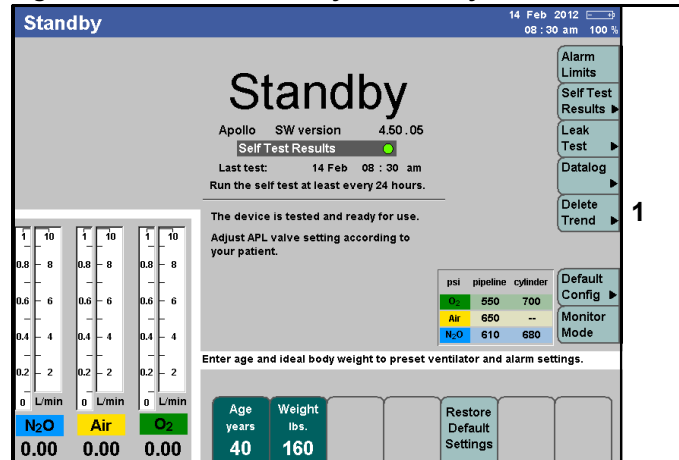 Standby
14 Feb 2012
08 : 30 am 100 %
Standby
Apollo SW version 4.50 .05
Self Test Results
Last test: 14 Feb 08 : 30 am
Run the self test at least every 24 hours.
The device is tested and ready for use.
Adjust APL valve setting according to
your patient.
Alarm
Limits
Self Test
Results
Leak
Test
Datalog
Delete
Trend
1
Default
Config
Monitor
Mode
psi pipeline cylinder
O2 550 700
Air 650 --
N2O 610 680
1 10 1 10 1 10
0.8 8 0.8 8 0.8 8
0.6 6 0.6 6 0.6 6
0.4 4 0.4 4 0.4 4
0.2 2 0.2 2 0.2 2
0 L/min 0 L/min 0 L/min
N2O Air O2
0.00 0.00 0.00
Enter age and ideal body weight to preset ventilator and alarm settings.
Age
years
40
Weight
lbs.
160
Restore
Default
Settings